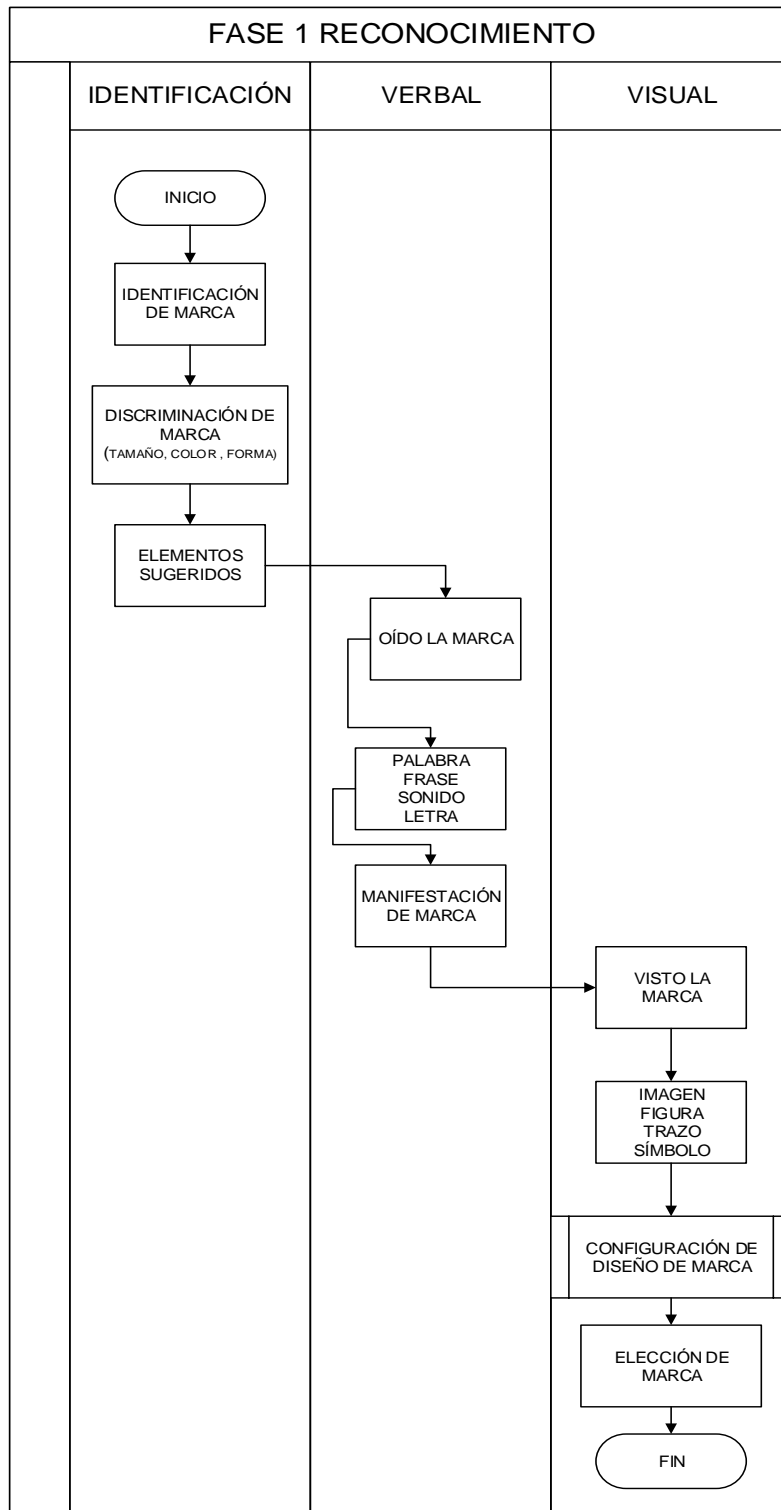 FASE 1 RECONOCIMIENTO
IDENTIFICACIÓN
VERBAL
VISUAL
INICIO
IDENTIFICACIÓN
DE MARCA
DISCRIMINACIÓN DE
MARCA
(TAMAÑO, COLOR , FORMA)
ELEMENTOS
SUGERIDOS
OÍDO LA MARCA
PALABRA
FRASE
SONIDO
LETRA
MANIFESTACIÓN
DE MARCA
VISTO LA
MARCA
IMAGEN
FIGURA
TRAZO
SÍMBOLO
CONFIGURACIÓN DE
DISEÑO DE MARCA
ELECCIÓN DE
MARCA
FIN